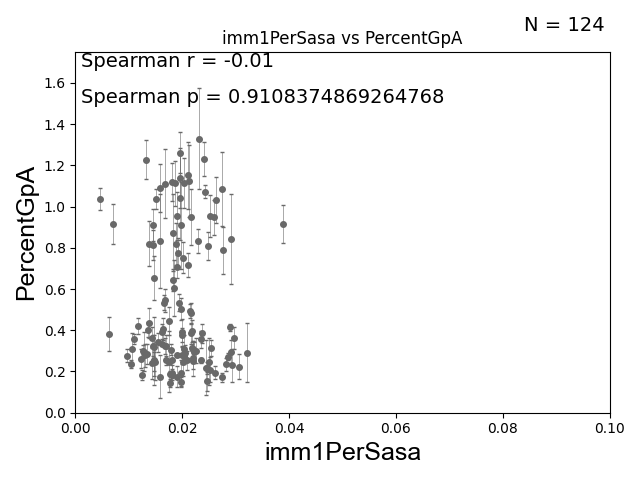 N = 124
imm1PerSasa vs PercentGpA
Spearman r = -0.01
Spearman p = 0.9108374869264768
PercentGpA
1.6
1.4
1.2
1.0
0.8
0.6
0.4
0.2
0.0
0.00 0.02 0.04 0.06 0.08 0.10
imm1PerSasa